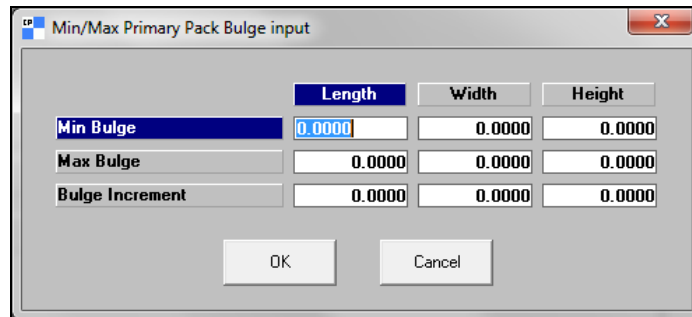 CP Min/Max Primary Pack Bulge input
Length Width Height
Min Bulge 0.0000 0.0000 0.0000
Max Bulge 0.0000 0.0000 0.0000
Bulge Increment 0.0000 0.0000 0.0000
OK Cancel